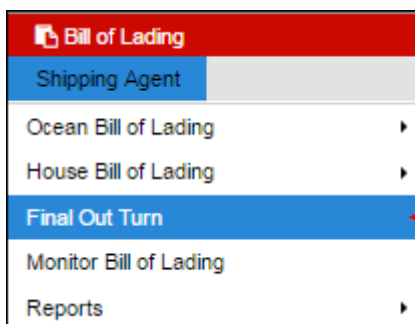 Bill of Lading
Shipping Agent
Ocean Bill of Lading
House Bill of Lading
Final Out Turn
Monitor Bill of Lading
Reports